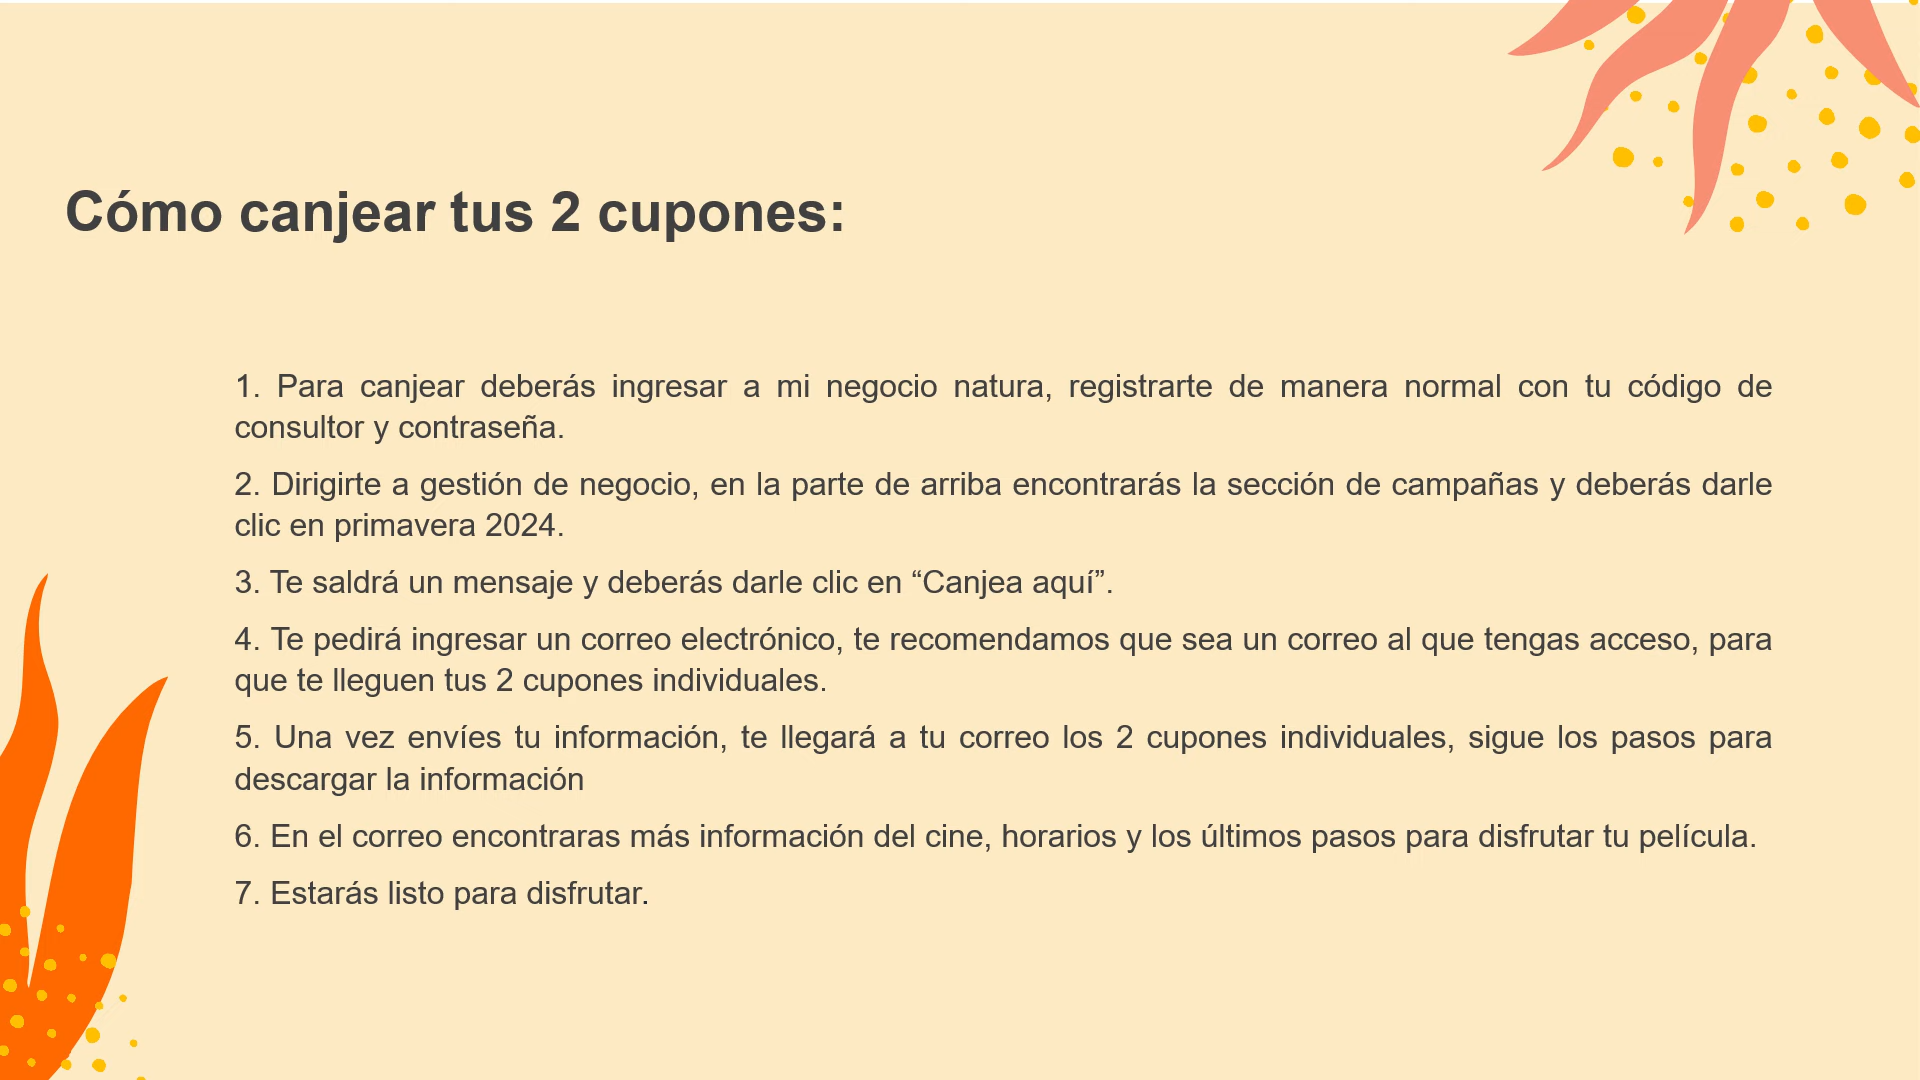 Cómo canjear tus 2 cupones:
1. Para canjear deberás ingresar a mi negocio natura, registrarte de manera normal con tu código de
consultor y contraseña.
2. Dirigirte a gestión de negocio, en la parte de arriba encontrarás la sección de campañas y deberás darle
clic en primavera 2024.
3. Te saldrá un mensaje y deberás darle clic en “Canjea aquí”.
4. Te pedirá ingresar un correo electrónico, te recomendamos que sea un correo al que tengas acceso, para
que te lleguen tus 2 cupones individuales.
5. Una vez envíes tu información, te llegará a tu correo los 2 cupones individuales, sigue los pasos para
descargar la información
6. En el correo encontraras más información del cine, horarios y los últimos pasos para disfrutar tu película.
7. Estarás listo para disfrutar.